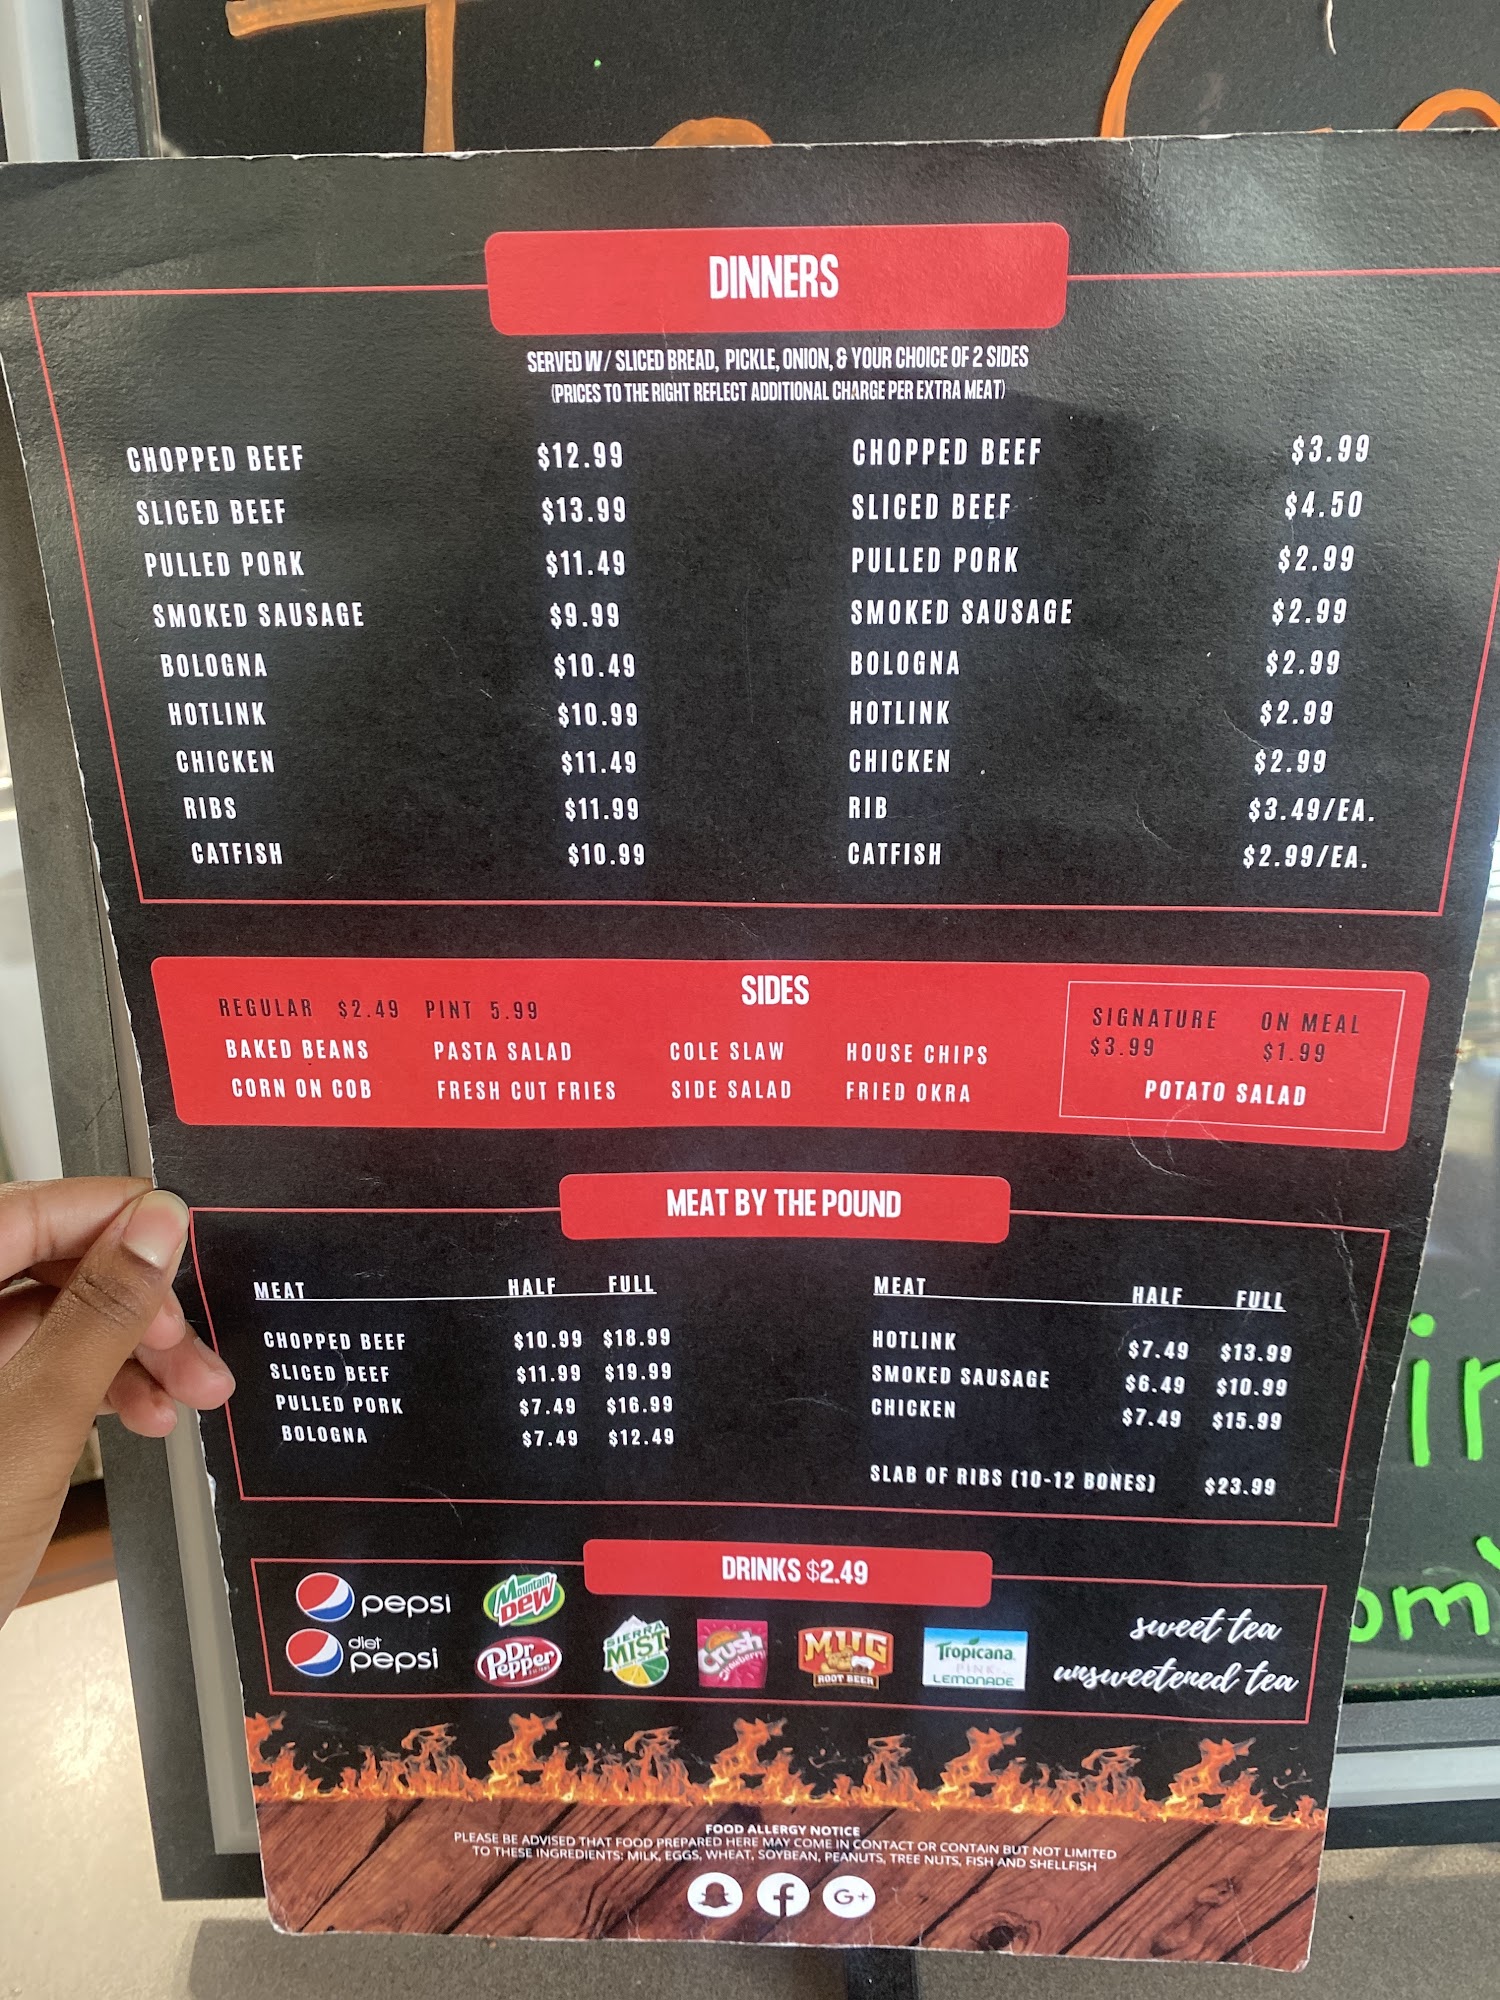 DINNERS
SERVED W/ SLICED BREAD, PICKLE, ONION, & YOUR CHOICE OF 2 SIDES
(PRICES TO THE RIGHT REFLECT ADDITIONAL CHARGE PER EXTRA MEAT)
CHOPPED BEEF $12.99 CHOPPED BEEF $3.99
SLICED BEEF $13.99 SLICED BEEF $4.50
PULLED PORK $11.49 PULLED PORK $2.99
SMOKED SAUSAGE $9.99 SMOKED SAUSAGE $2.99
BOLOGNA $10.49 BOLOGNA $2.99
HOTLINK $10.99 HOTLINK $2.99
CHICKEN $11.49 CHICKEN $2.99
RIBS $11.99 RIB $3.49/EA.
CATFISH $10.99 CATFISH $2.99/EA.
SIDES
REGULAR $2.49 PINT 5.99
BAKED BEANS PASTA SALAD COLE SLAW HOUSE CHIPS
CORN ON COB FRESH CUT FRIES SIDE SALAD FRIED OKRA
SIGNATURE ON MEAL
$3.99 $1.99
POTATO SALAD
MEAT BY THE POUND
MEAT HALF FULL
CHOPPED BEEF $10.99 $18.99
SLICED BEEF $11.99 $19.99
PULLED PORK $7.49 $16.99
BOLOGNA $7.49 $12.49
MEAT HALF FULL
HOTLINK $7.49 $13.99
SMOKED SAUSAGE $6.49 $10.99
CHICKEN $7.49 $15.99
SLAB OF RIBS (10-12 BONES) $23.99
DRINKS $2.49
pepsi
diet
pepsi
Mountain
DEW
Dr
Pepper
SIERRA
MIST
Crush
Strawberry
MUG
ROOT BEER
Tropicana
PINK
LEMONADE
sweet tea
unsweetened tea
FOOD ALLERGY NOTICE
PLEASE BE ADVISED THAT FOOD PREPARED HERE MAY COME IN CONTACT OR CONTAIN BUT NOT LIMITED
TO THESE INGREDIENTS: MILK, EGGS, WHEAT, SOYBEAN, PEANUTS, TREE NUTS, FISH AND SHELLFISH
G+